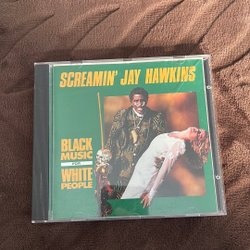 SCREAMIN' JAY HAWKINS
BLACK
MUSIC
FOR
WHITE
PEOPLE